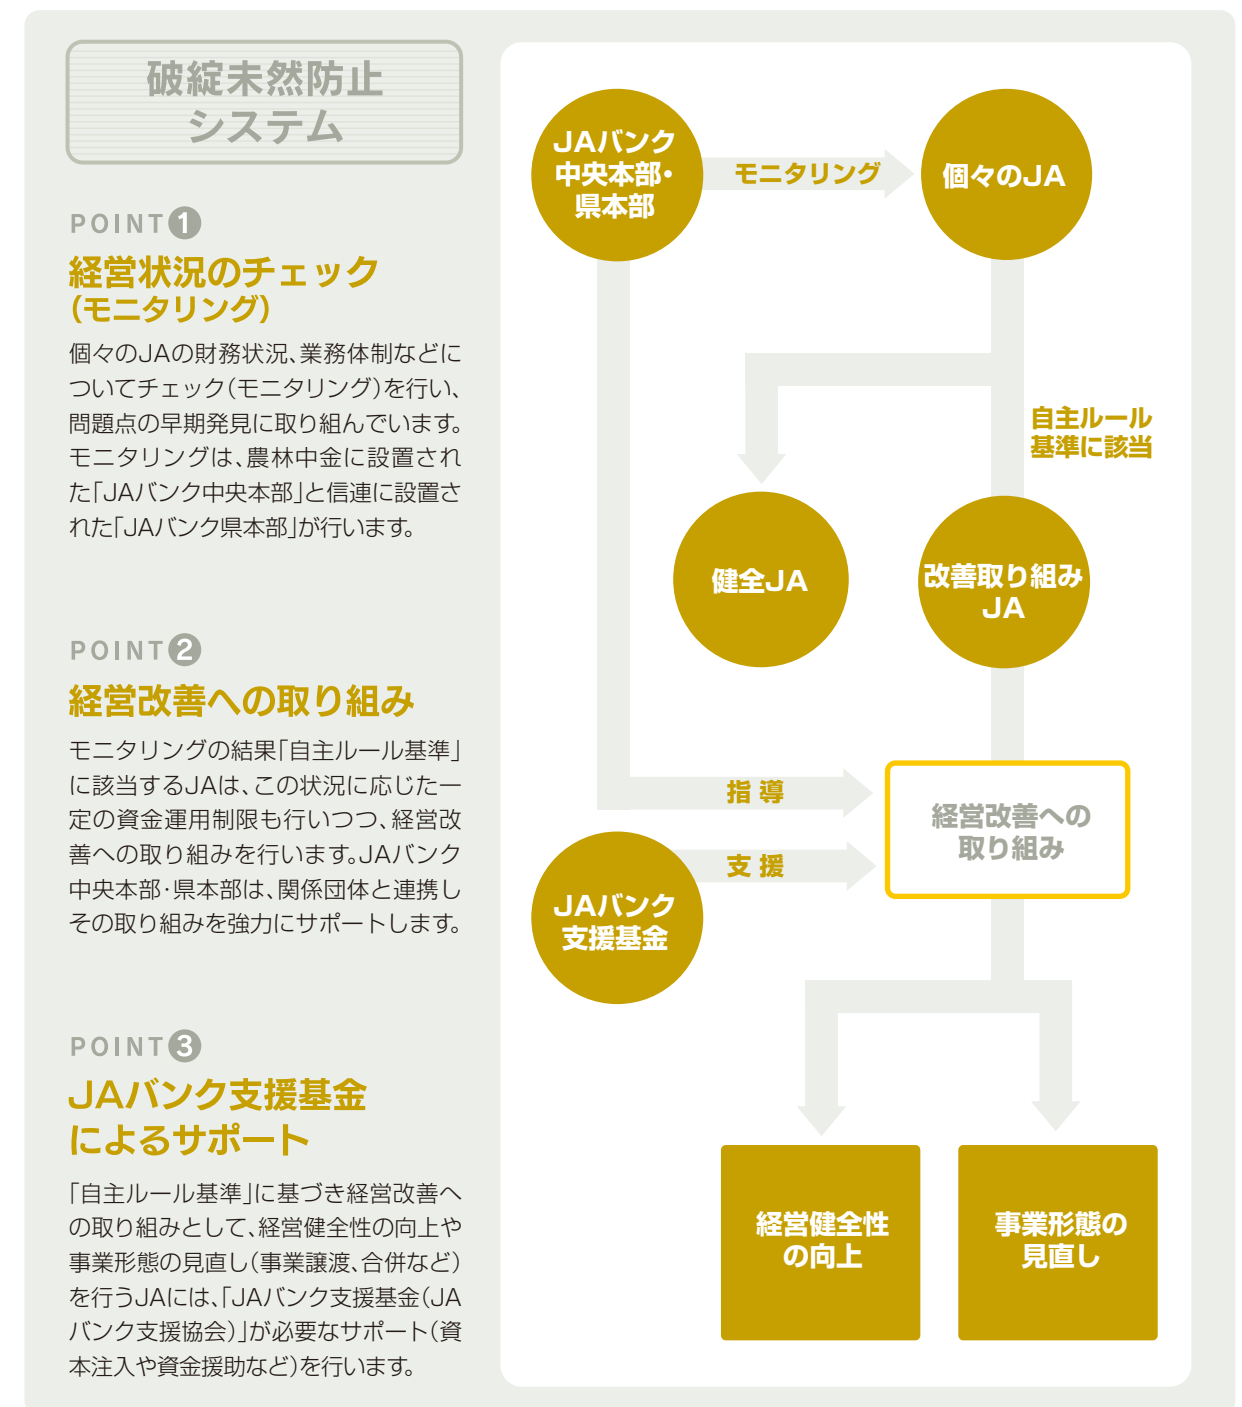 破綻未然防止
システム
POINT❶
経営状況のチェック
(モニタリング)
個々のJAの財務状況、業務体制などに
ついてチェック(モニタリング)を行い、
問題点の早期発見に取り組んでいます。
モニタリングは、農林中金に設置され
た「JAバンク中央本部」と信連に設置さ
れた「JAバンク県本部」が行います。
POINT❷
経営改善への取り組み
モニタリングの結果「自主ルール基準」
に該当するJAは、この状況に応じた一
定の資金運用制限も行いつつ、経営改
善への取り組みを行います。JAバンク
中央本部・県本部は、関係団体と連携し
その取り組みを強力にサポートします。
POINT❸
JAバンク支援基金
によるサポート
「自主ルール基準」に基づき経営改善へ
の取り組みとして、経営健全性の向上や
事業形態の見直し(事業譲渡、合併など)
を行うJAには、「JAバンク支援基金(JA
バンク支援協会)」が必要なサポート(資
本注入や資金援助など)を行います。
JAバンク
中央本部・
県本部
モニタリング
個々のJA
自主ルール
基準に該当
健全JA
改善取り組み
JA
指 導
経営改善への
取り組み
支 援
JAバンク
支援基金
経営健全性
の向上
事業形態の
見直し